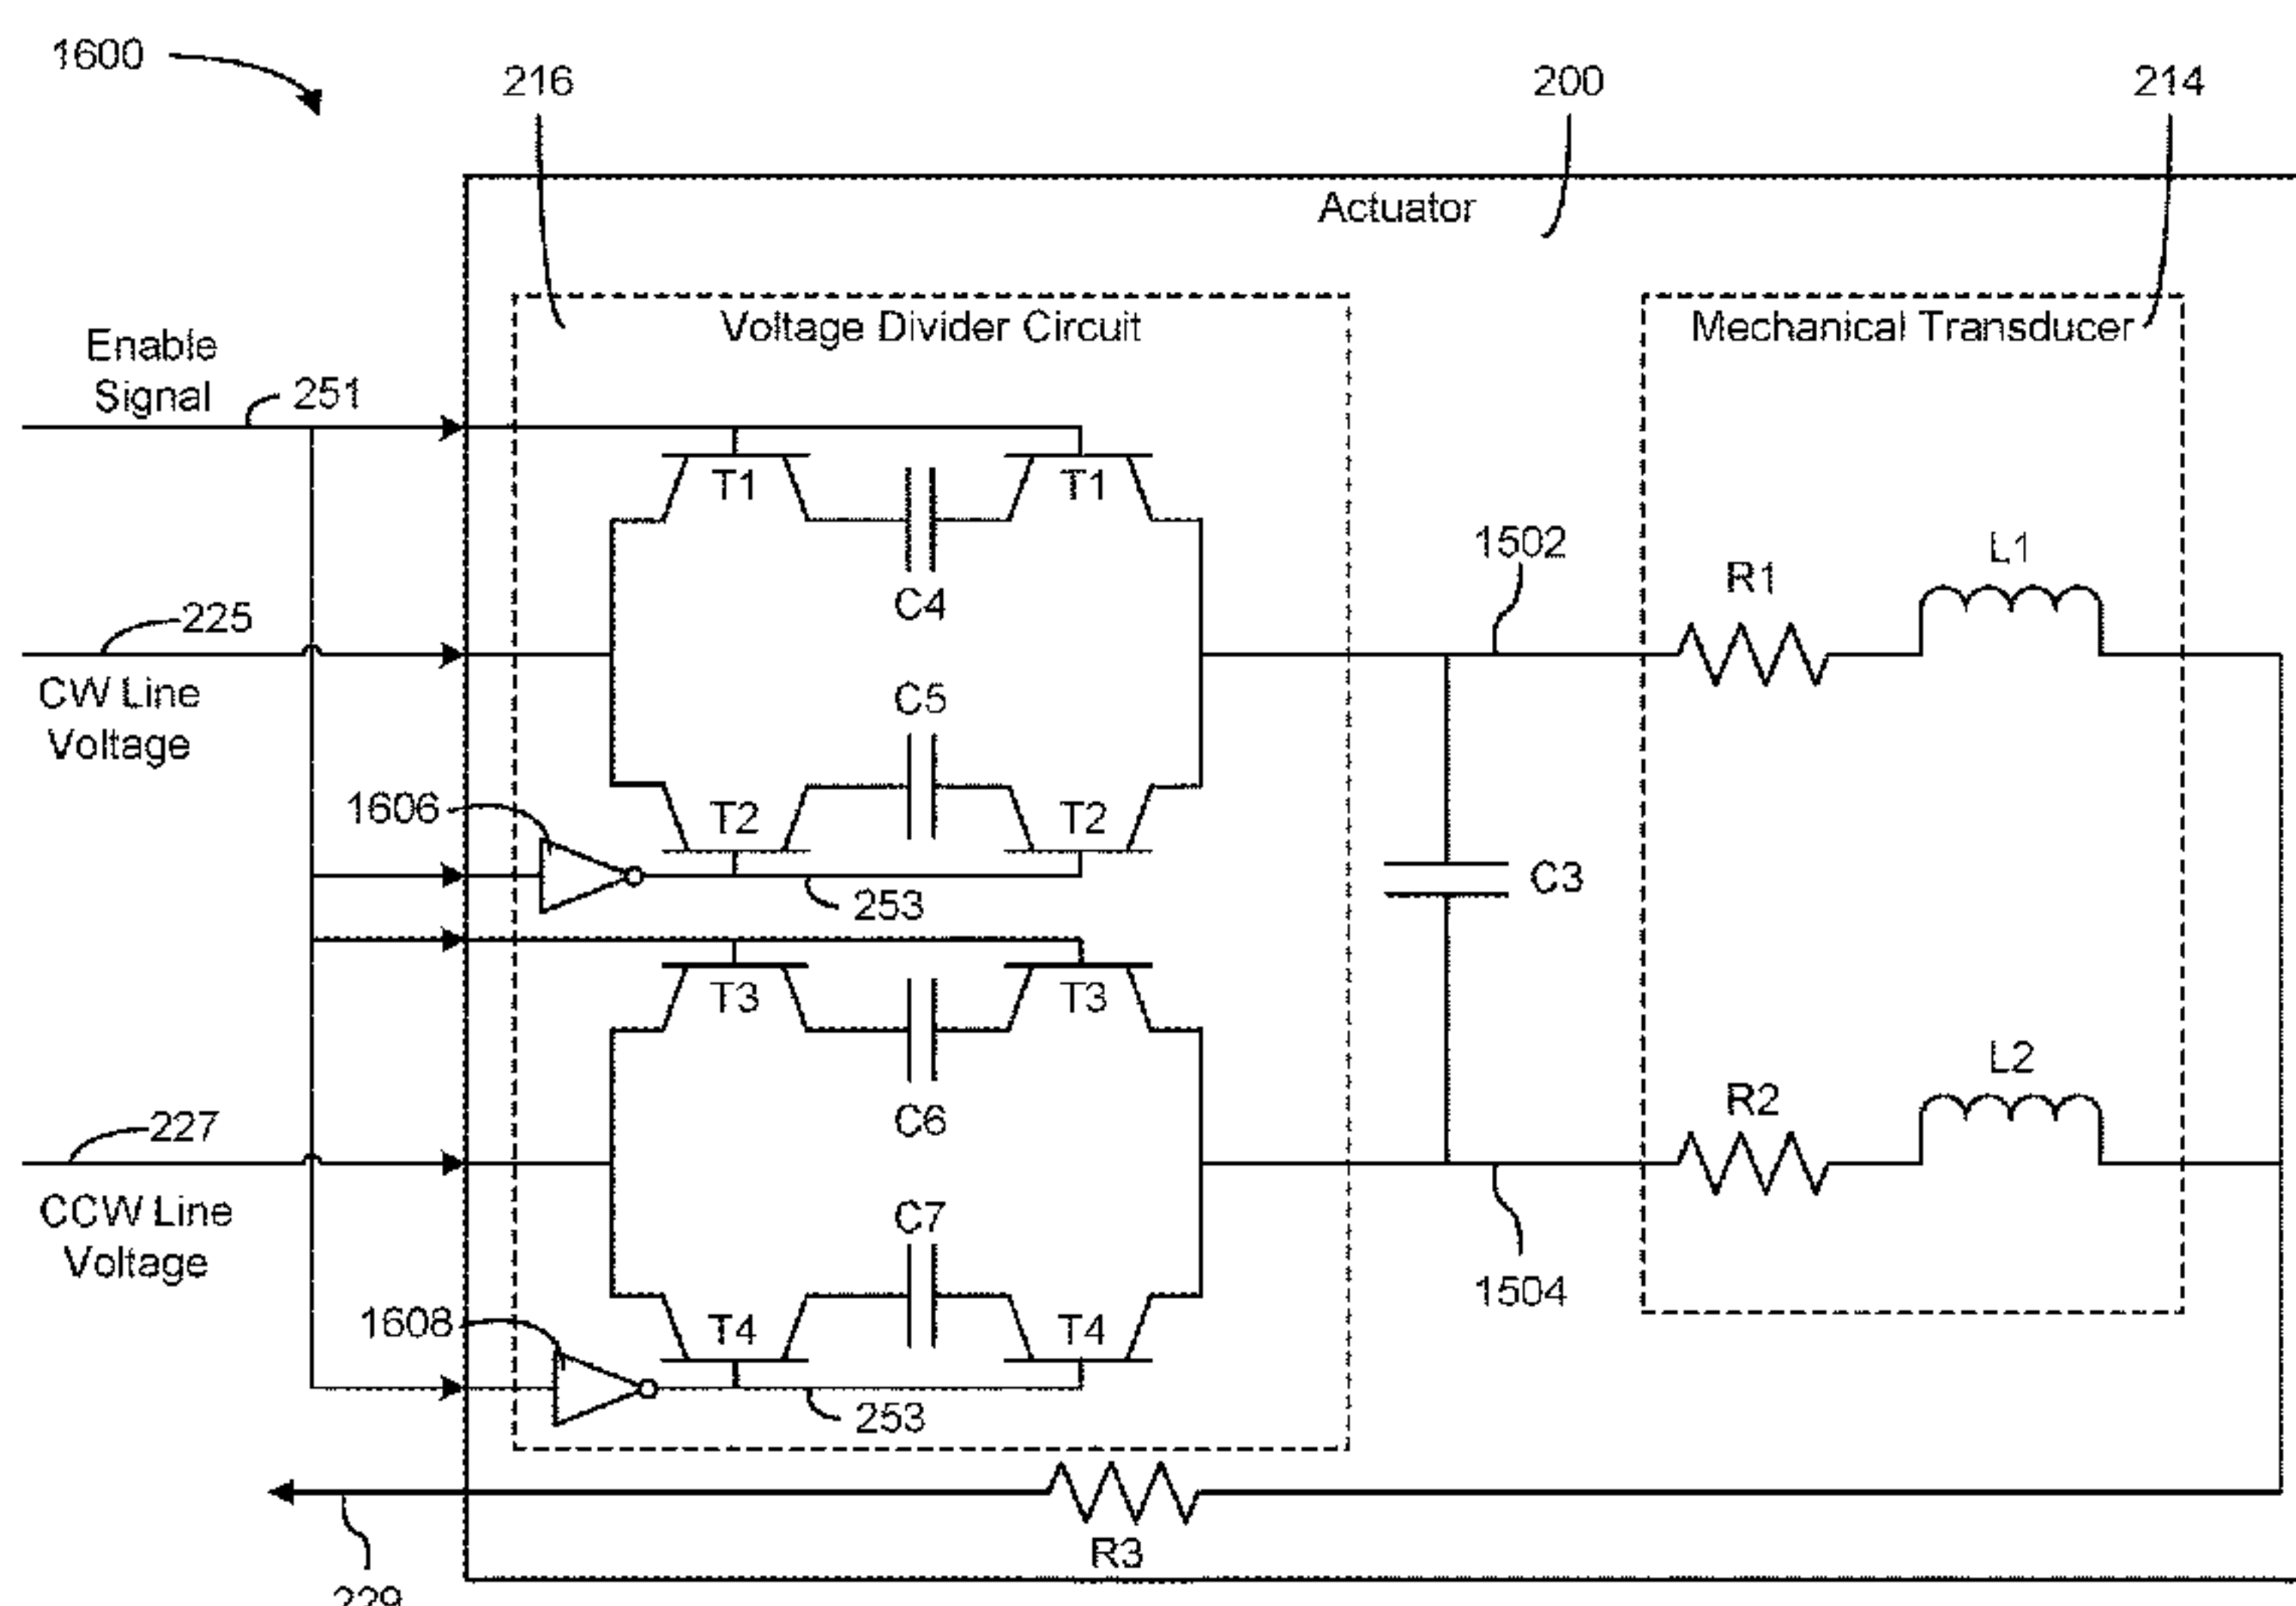 1600
216
200
214
Actuator
Voltage Divider Circuit
Mechanical Transducer
Enable
Signal
251
T1
T1
1502
L1
R1
C4
225
CW Line
Voltage
C5
1606
T2
T2
C3
253
T3
T3
L2
R2
C6
227
CCW Line
Voltage
C7
1504
1608
T4
T4
253
R3
229